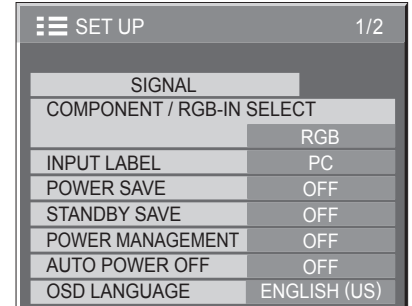 SET UP 1/2
SIGNAL
COMPONENT / RGB-IN SELECT
RGB
INPUT LABEL PC
POWER SAVE OFF
STANDBY SAVE OFF
POWER MANAGEMENT OFF
AUTO POWER OFF OFF
OSD LANGUAGE ENGLISH (US)